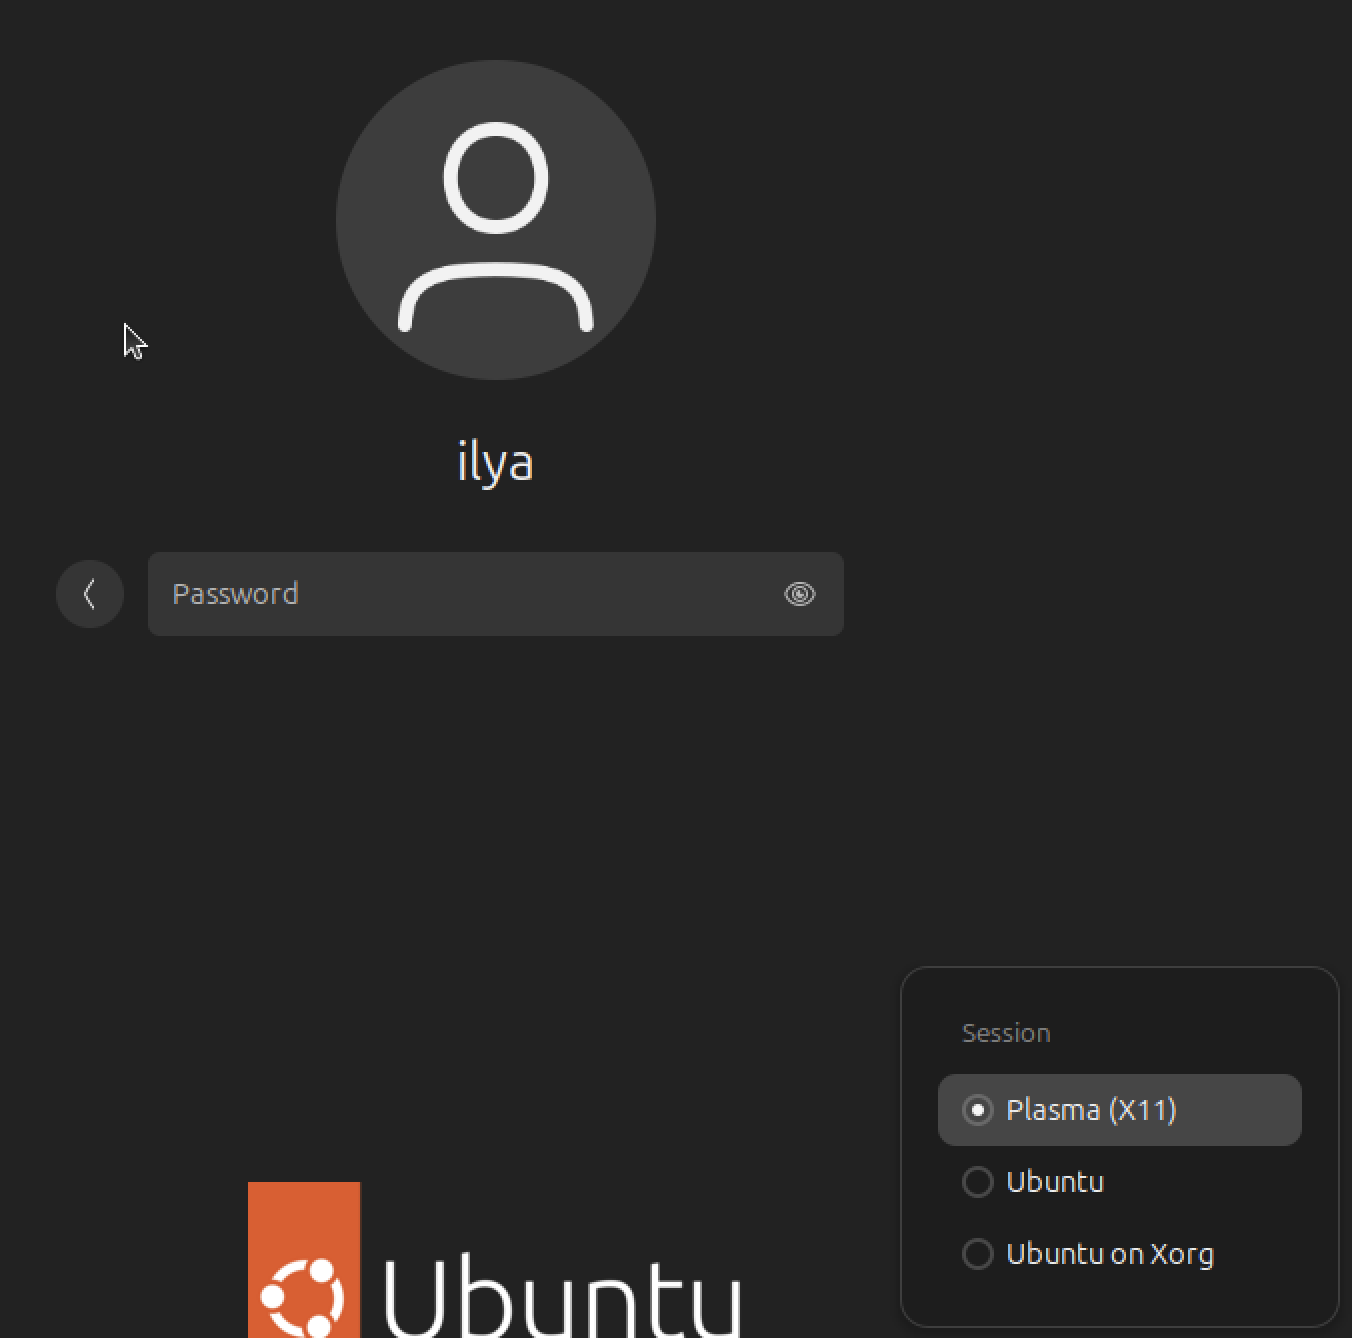 ilya
Password
Session
Plasma (X11)
Ubuntu
Ubuntu on Xorg
Ubuntu